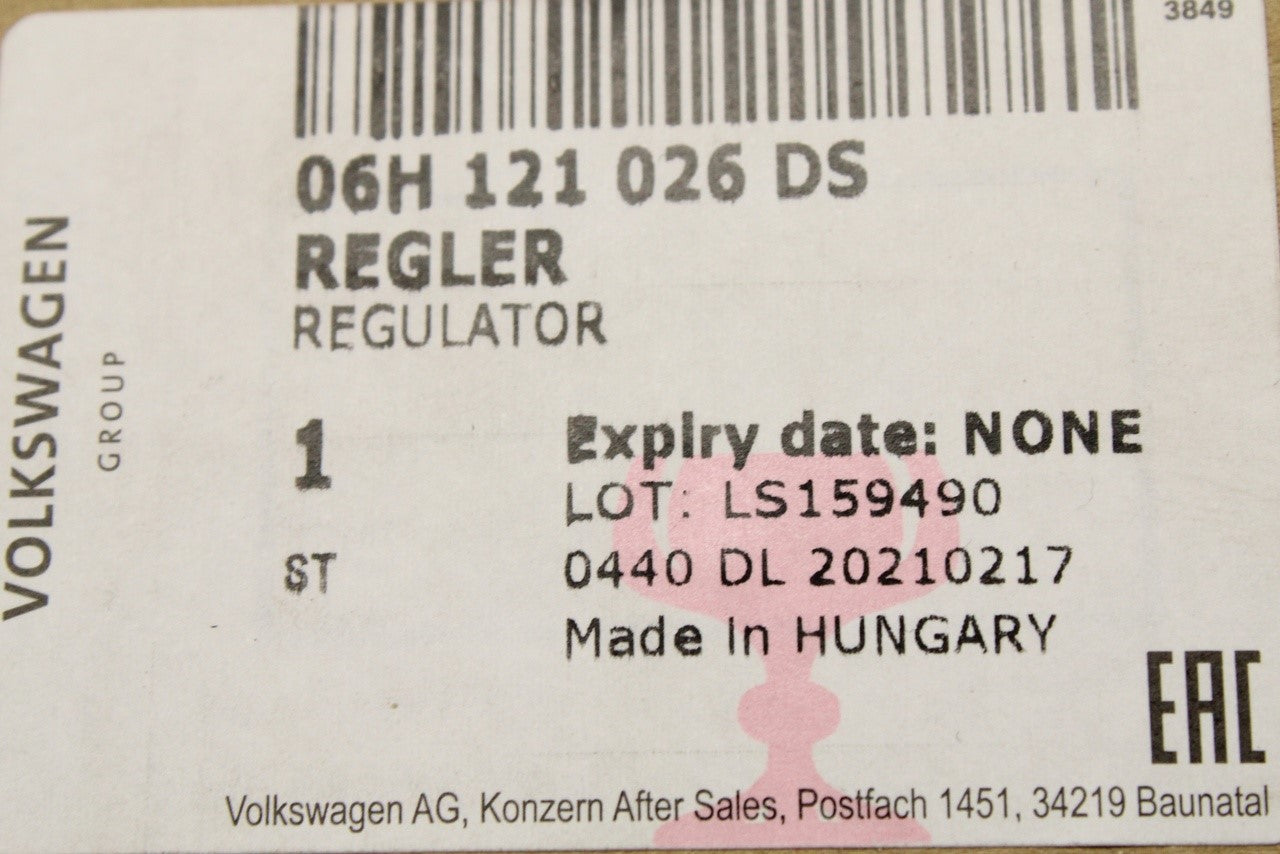 3849
06H 121 026 DS
REGLER
REGULATOR
VOLKSWAGEN
GROUP
1
Expiry date: NONE
LOT: LS159490
ST
0440 DL 20210217
Made in HUNGARY
EAC
Volkswagen AG, Konzern After Sales, Postfach 1451, 34219 Baunatal